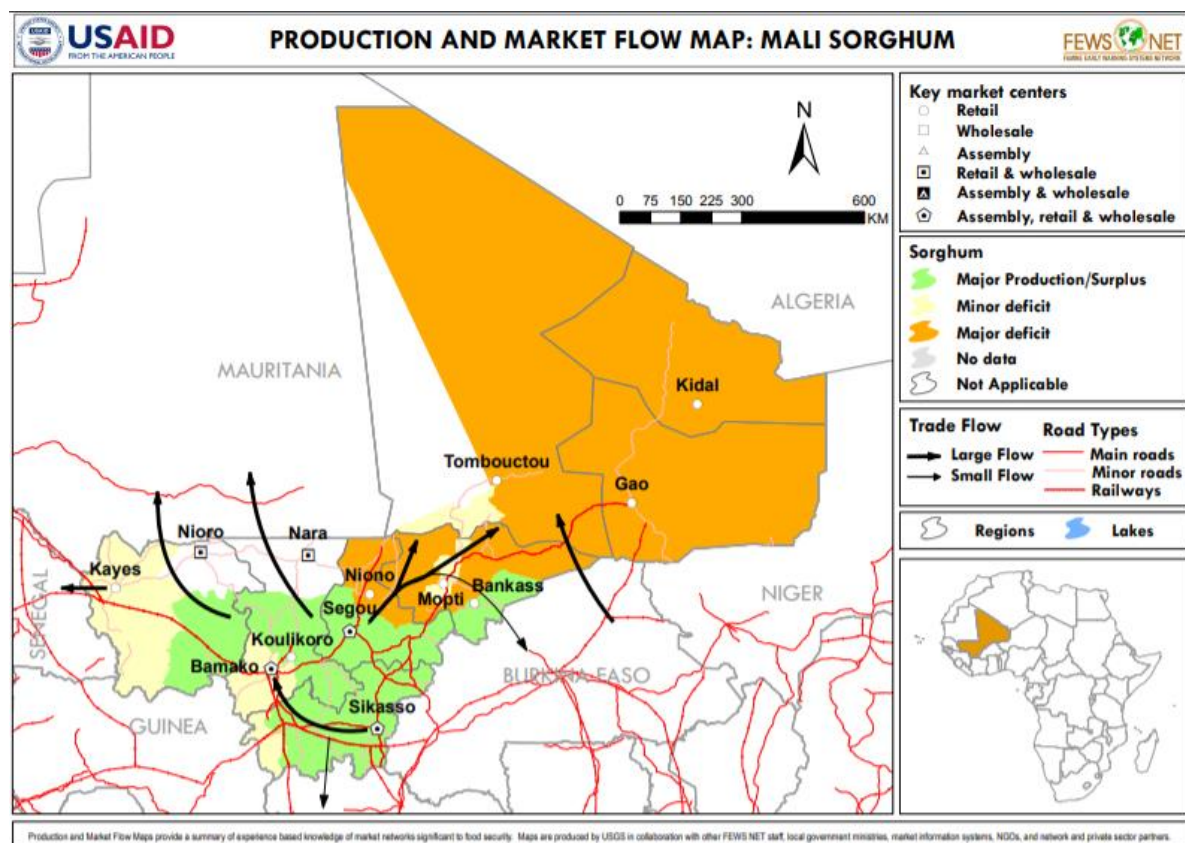 USAID
FROM THE AMERICAN PEOPLE
PRODUCTION AND MARKET FLOW MAP: MALI SORGHUM
FEWS NET
FAMINE EARLY WARNING SYSTEMS NETWORK
N
0 75 150 225 300 600
KM
ALGERIA
MAURITANIA
Kidal
Tombouctou
Gao
Nioro
Nara
Kayes
Niono
Bankass
Segou
Mopti
NIGER
SENEGAL
Koulikoro
Bamako
BURKINA FASO
Sikasso
GUINEA
Key market centers
Retail
Wholesale
Assembly
Retail & wholesale
Assembly & wholesale
Assembly, retail & wholesale
Sorghum
Major Production/Surplus
Minor deficit
Major deficit
No data
Not Applicable
Trade Flow
Large Flow
Small Flow
Road Types
Main roads
Minor roads
Railways
Regions
Lakes
Production and Market Flow Maps provide a summary of experience based knowledge of market networks significant to food security. Maps are produced by USGS in collaboration with other FEWS NET staff, local government ministries, market information systems, NGOs, and network and private sector partners.